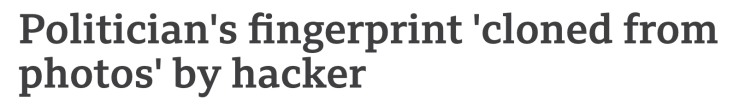 Politician's fingerprint 'cloned from
photos' by hacker